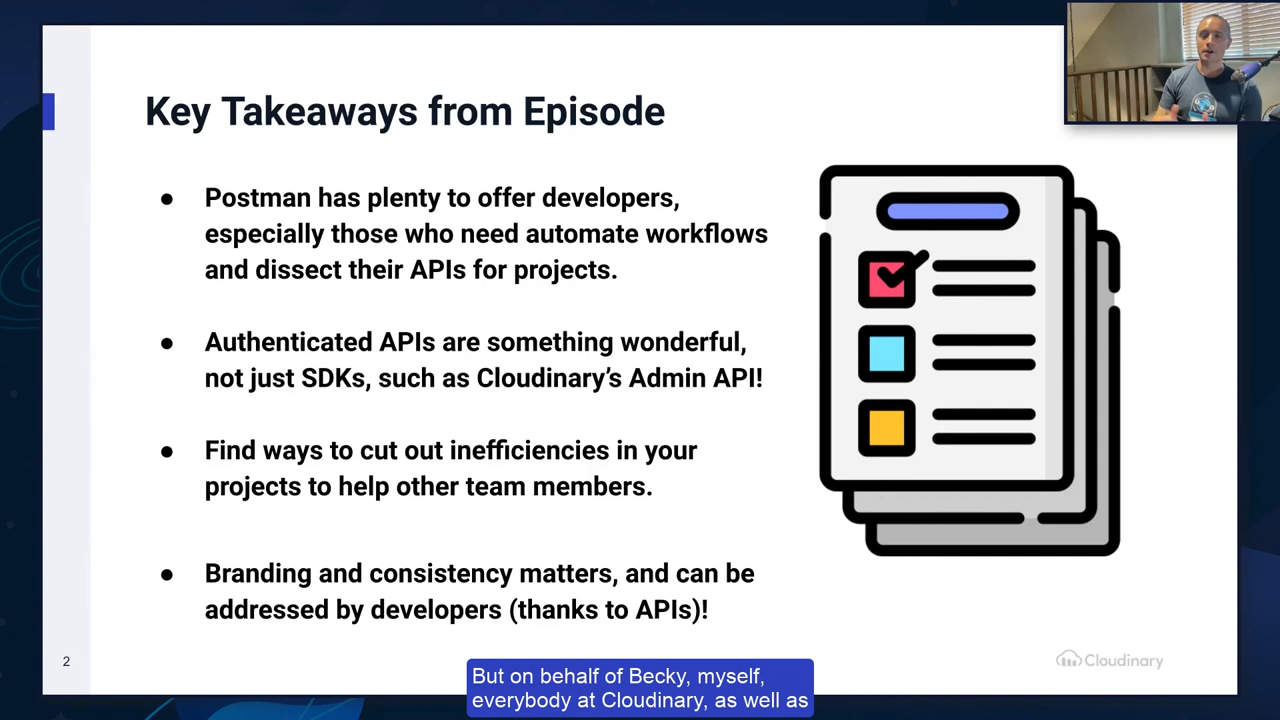 Key Takeaways from Episode
● Postman has plenty to offer developers,
especially those who need automate workflows
and dissect their APIs for projects.
● Authenticated APIs are something wonderful,
not just SDKs, such as Cloudinary’s Admin API!
● Find ways to cut out inefficiencies in your
projects to help other team members.
● Branding and consistency matters, and can be
addressed by developers (thanks to APIs)!
2
Cloudinary
But on behalf of Becky, myself,
everybody at Cloudinary, as well as